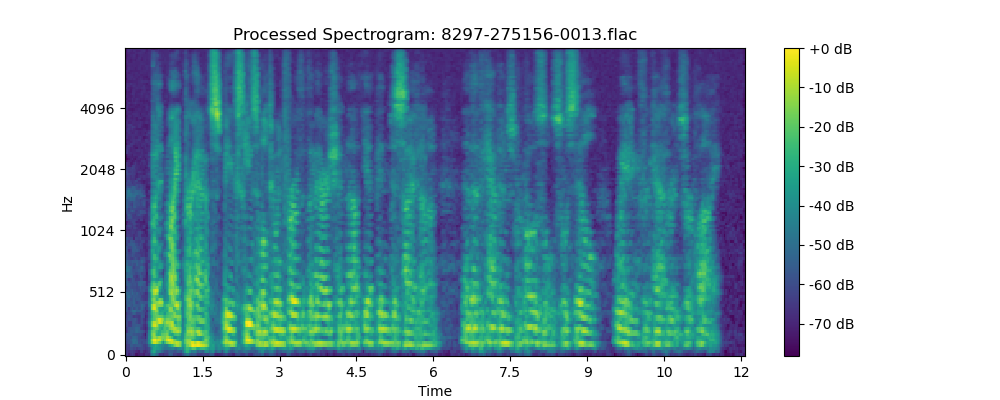 Processed Spectrogram: 8297-275156-0013.flac
+0 dB
4096
-10 dB
-20 dB
2048
-30 dB
Hz
1024
-40 dB
-50 dB
512
-60 dB
-70 dB
0
0 1.5 3 4.5 6 7.5 9 10 12
Time